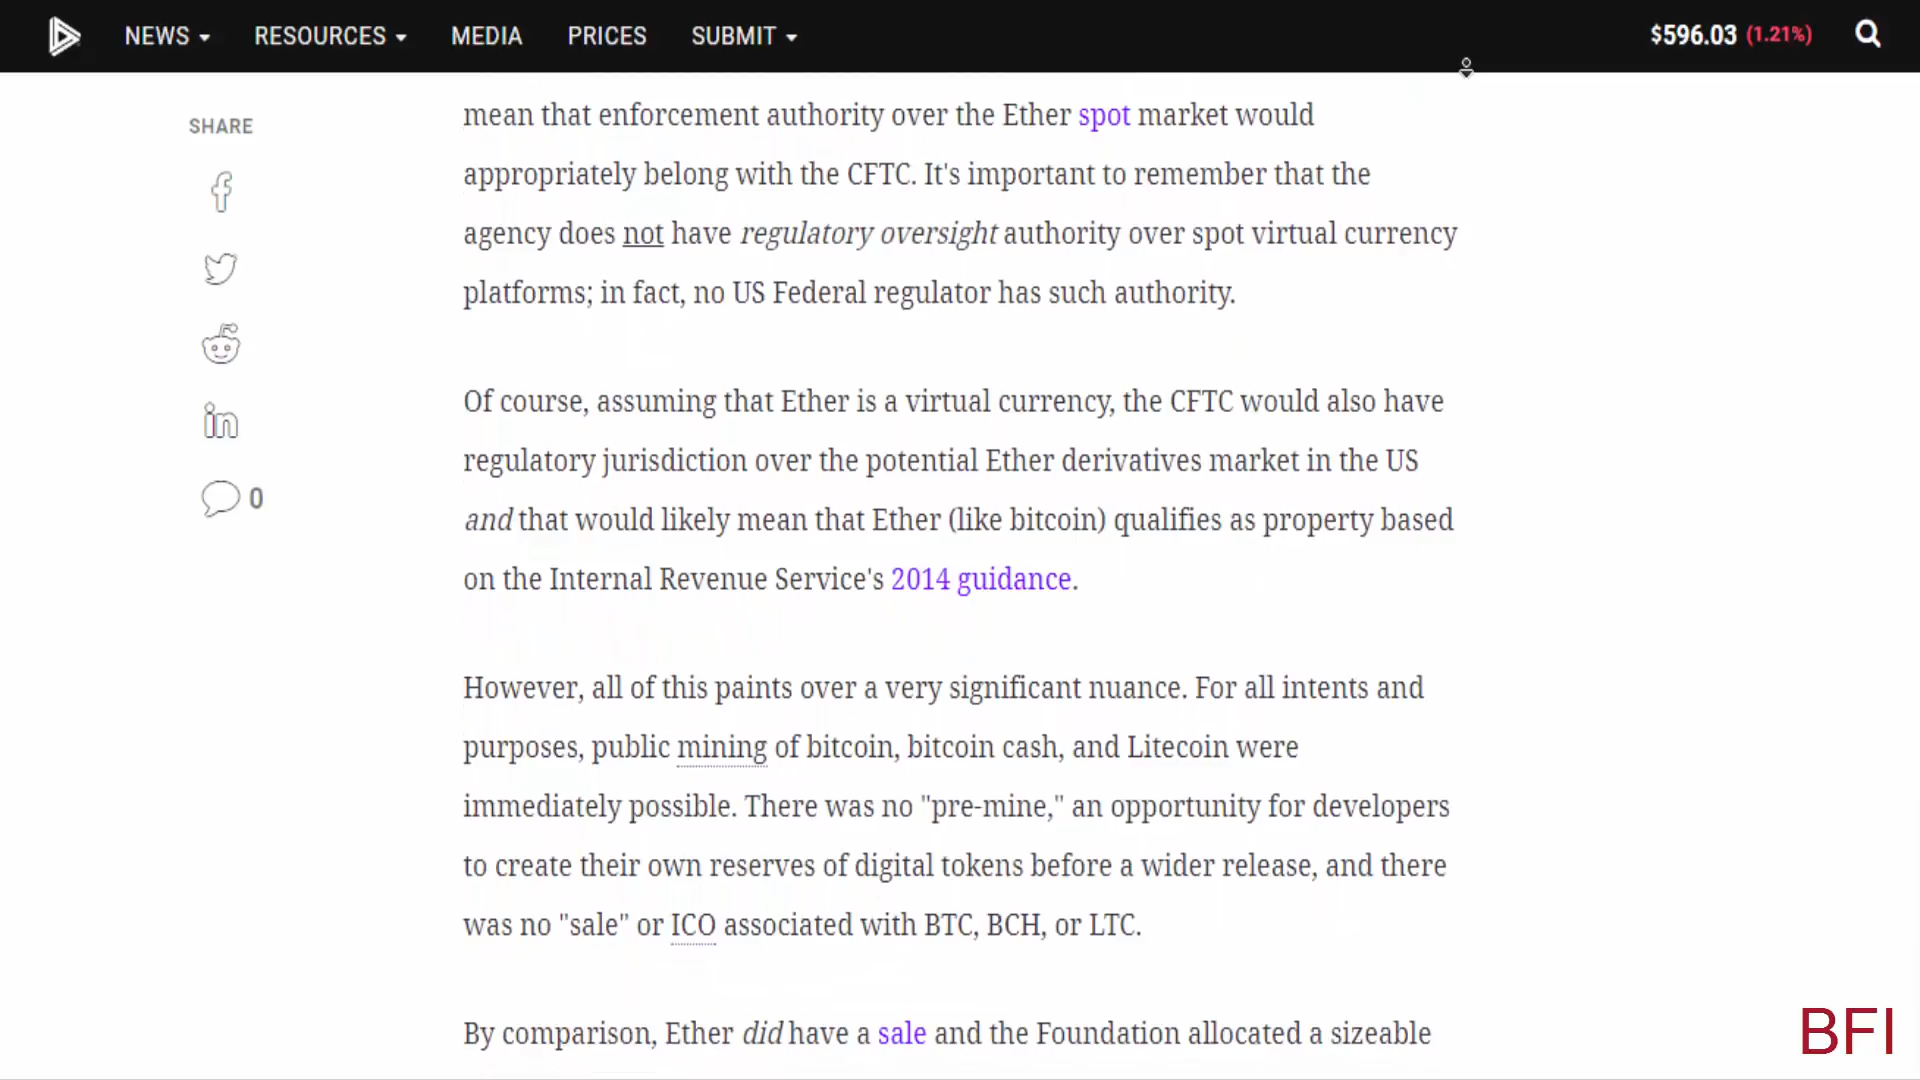 NEWS RESOURCES MEDIA PRICES SUBMIT $596.03 (1.21%)
SHARE
0
mean that enforcement authority over the Ether spot market would
appropriately belong with the CFTC. It's important to remember that the
agency does not have regulatory oversight authority over spot virtual currency
platforms; in fact, no US Federal regulator has such authority.
Of course, assuming that Ether is a virtual currency, the CFTC would also have
regulatory jurisdiction over the potential Ether derivatives market in the US
and that would likely mean that Ether (like bitcoin) qualifies as property based
on the Internal Revenue Service's 2014 guidance.
However, all of this paints over a very significant nuance. For all intents and
purposes, public mining of bitcoin, bitcoin cash, and Litecoin were
immediately possible. There was no "pre-mine," an opportunity for developers
to create their own reserves of digital tokens before a wider release, and there
was no "sale" or ICO associated with BTC, BCH, or LTC.
By comparison, Ether did have a sale and the Foundation allocated a sizeable
BFI